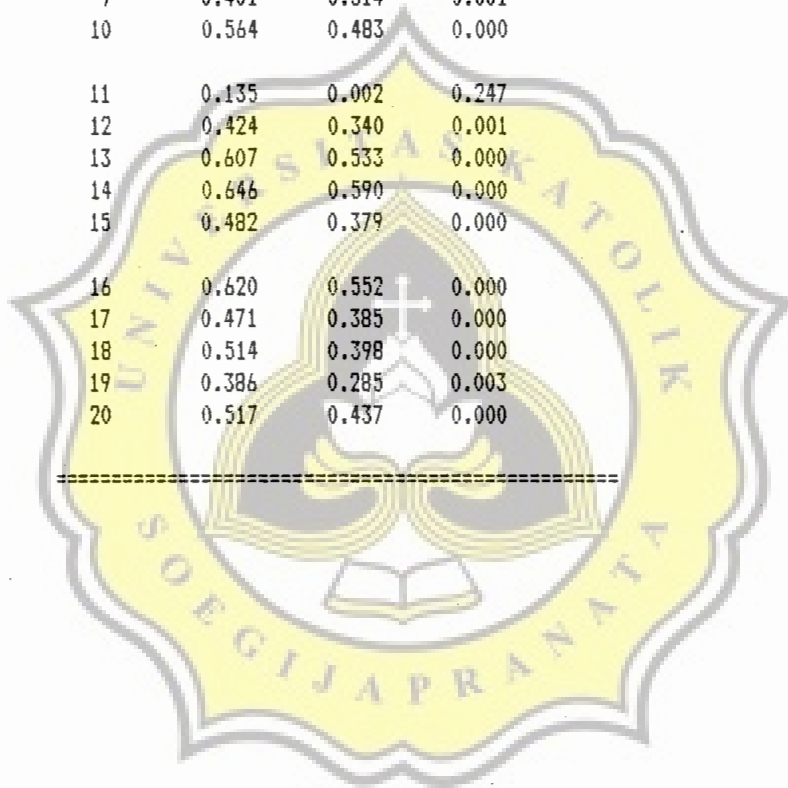 10 0.564 0.483 0.000
11 0.135 0.002 0.247
12 0.424 0.340 0.001
13 0.607 0.533 0.000
14 0.646 0.590 0.000
15 0.482 0.379 0.000
16 0.620 0.552 0.000
17 0.471 0.385 0.000
18 0.514 0.398 0.000
19 0.386 0.285 0.003
20 0.517 0.437 0.000
================================================
UNIVERSITAS KATOLIK
SOEGIJAPRANATA